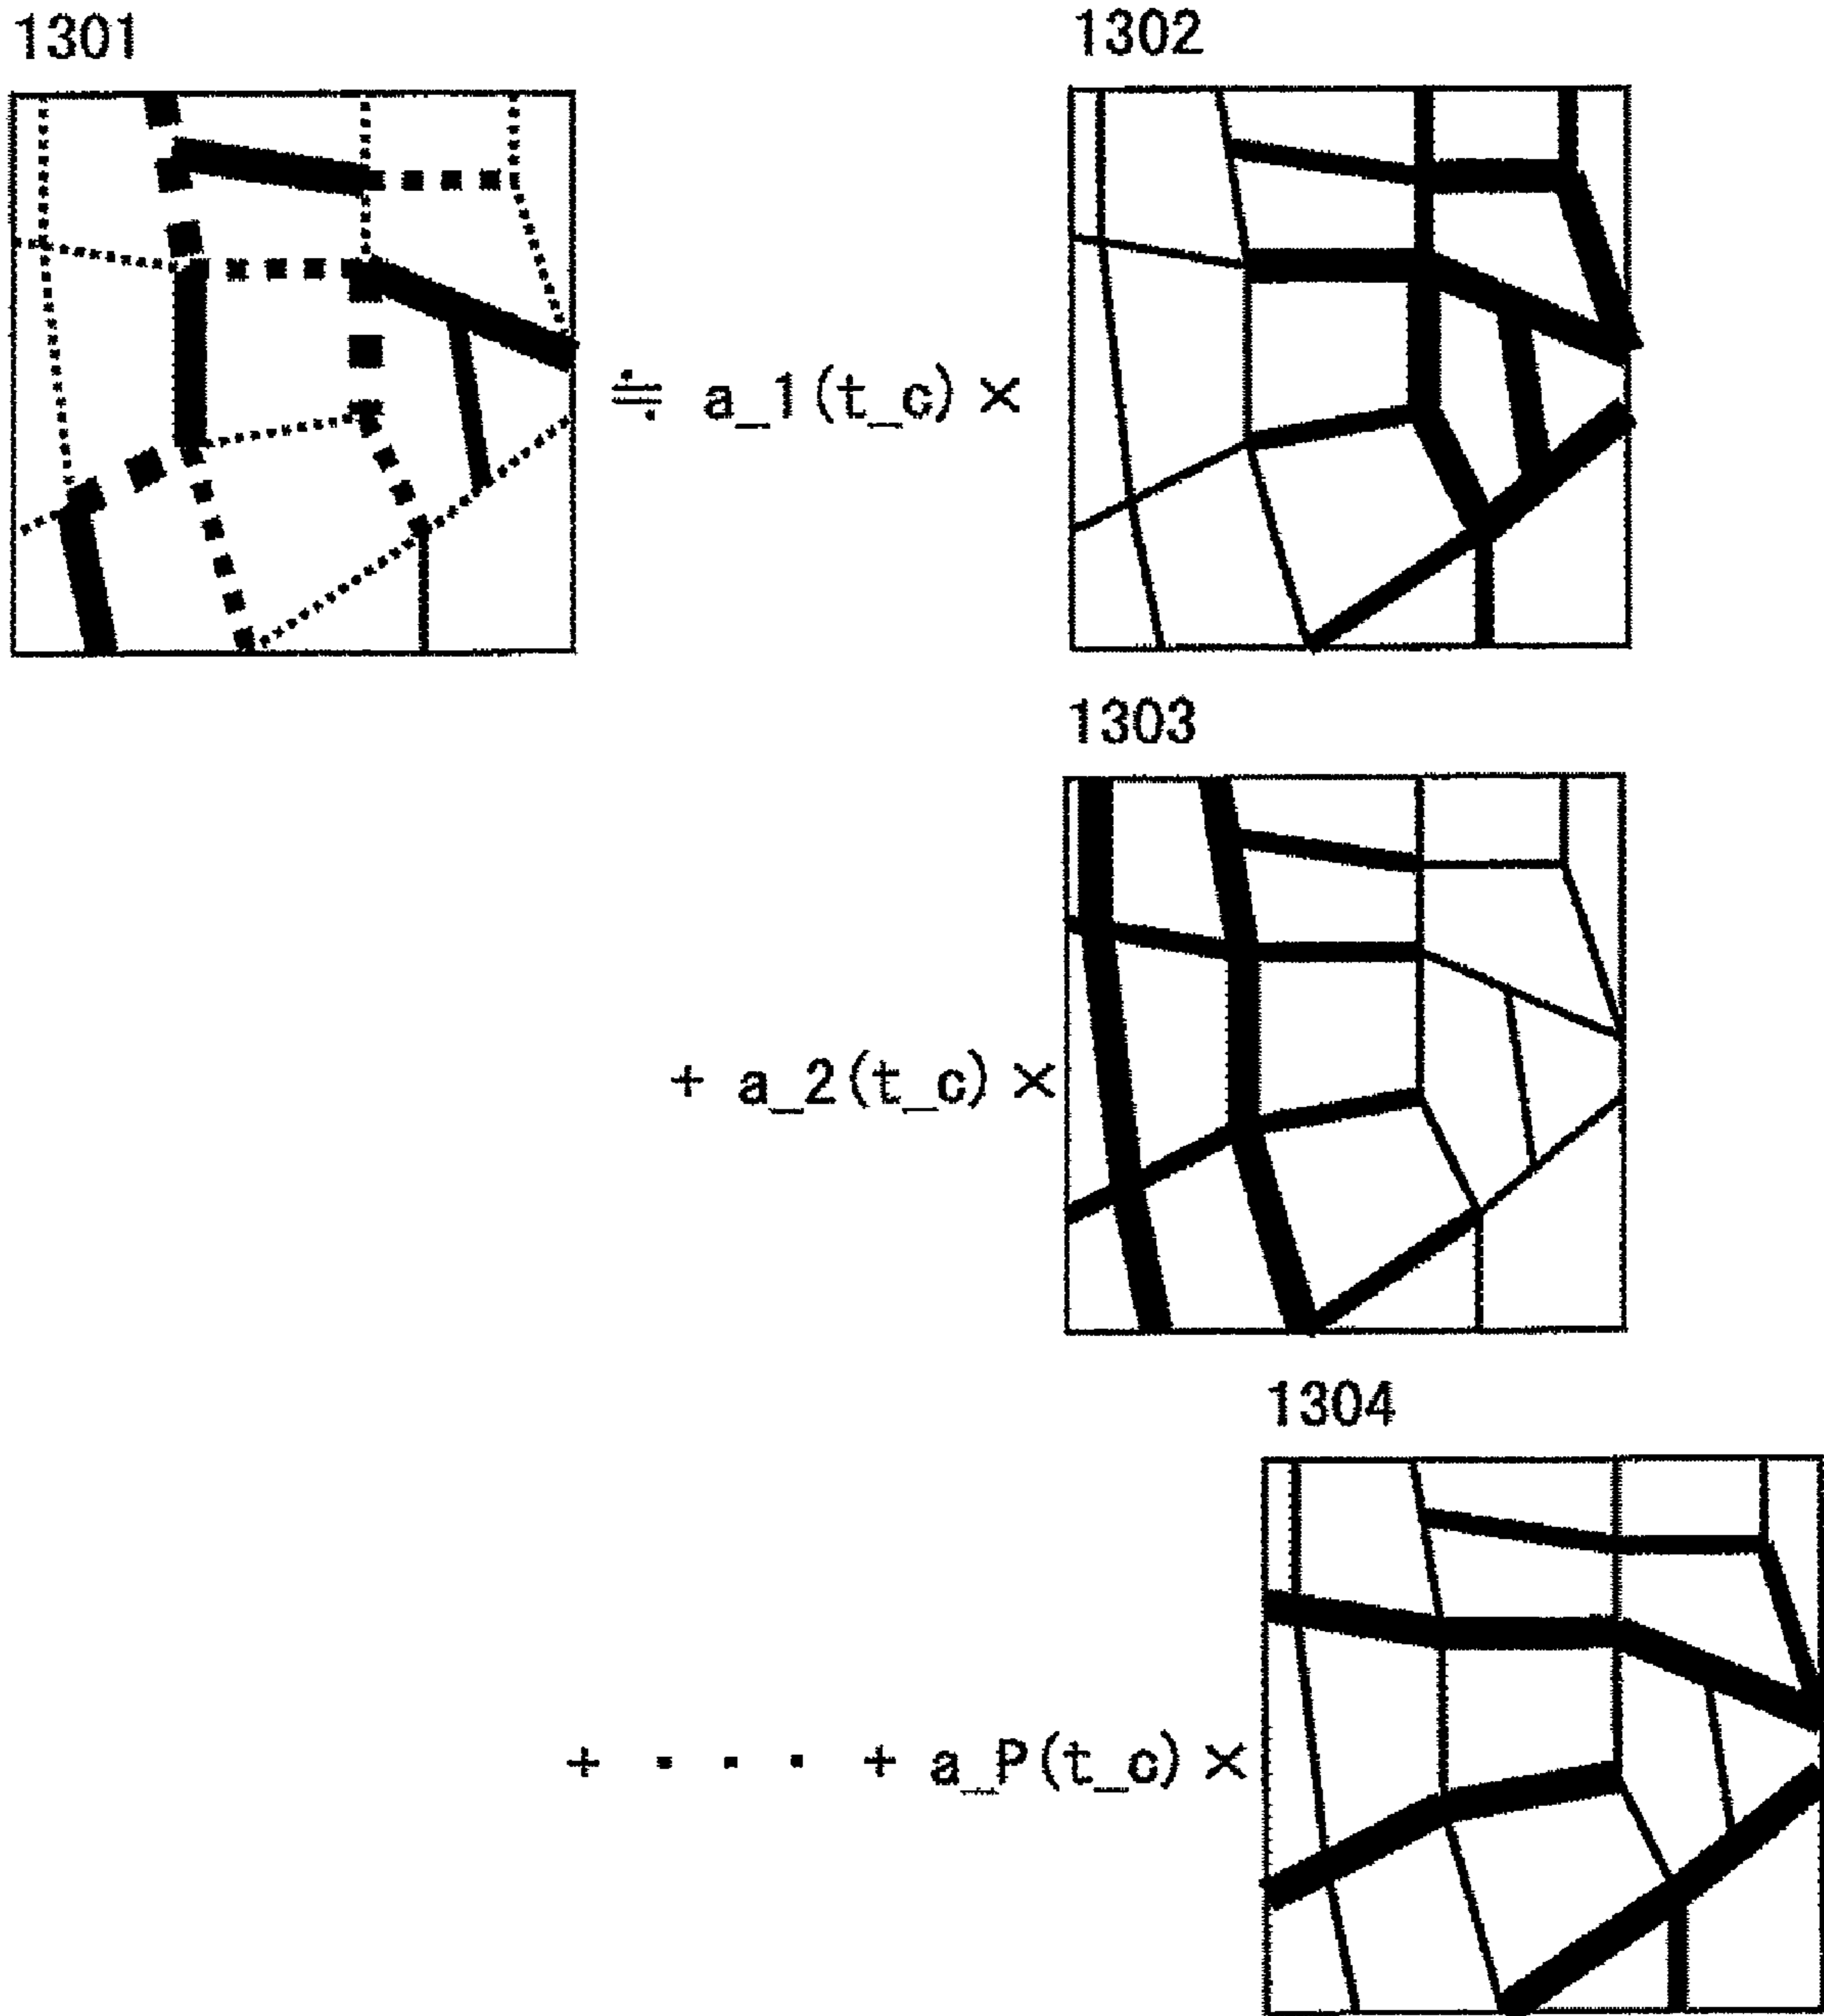 1301
1302
≒ a_1(t_c) ×
1303
+ a_2(t_c) ×
1304
+ ・・・ + a_P(t_c) ×